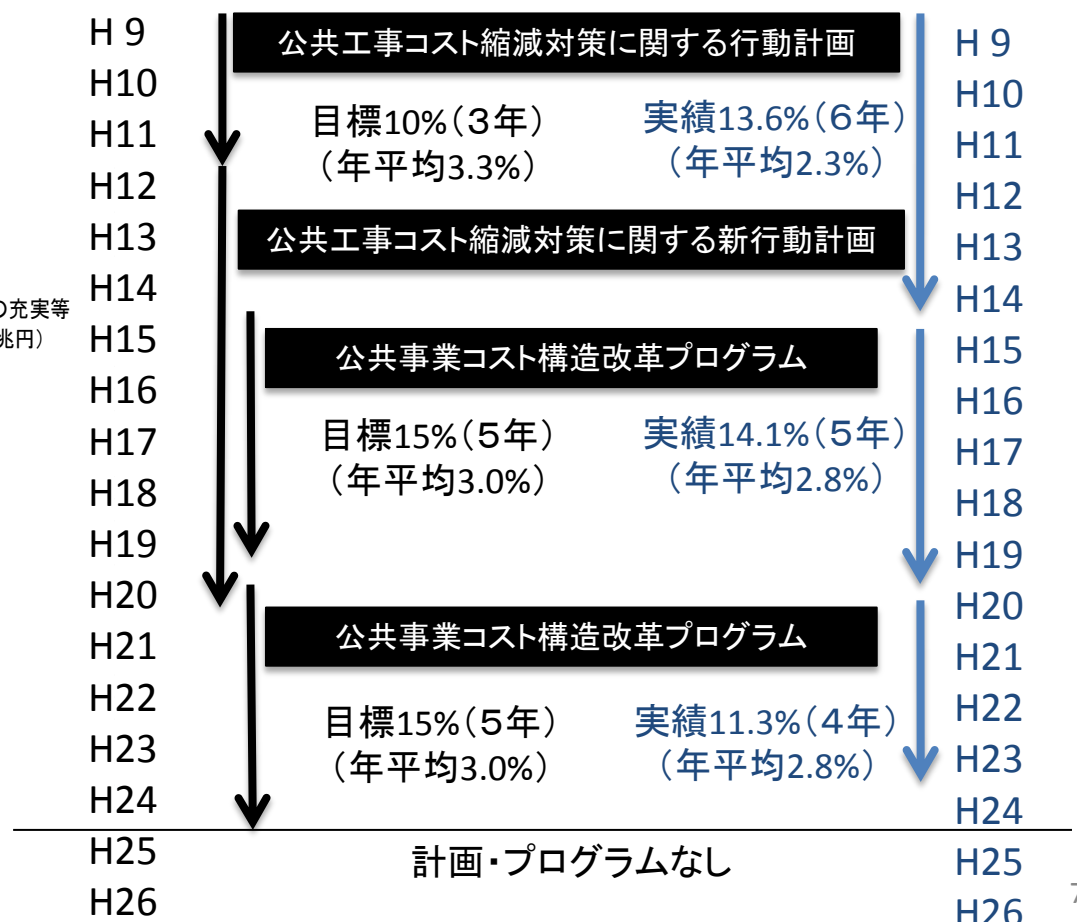 H 9
H10
H11
H12
H13
H14
H15
H16
H17
H18
H19
H20
H21
H22
H23
H24
H25
H26
の充実等
兆円）
公共工事コスト縮減対策に関する行動計画
目標10%（３年）
（年平均3.3%）
実績13.6%（６年）
（年平均2.3%）
公共工事コスト縮減対策に関する新行動計画
公共事業コスト構造改革プログラム
目標15%（５年）
（年平均3.0%）
実績14.1%（５年）
（年平均2.8%）
公共事業コスト構造改革プログラム
目標15%（５年）
（年平均3.0%）
実績11.3%（４年）
（年平均2.8%）
計画・プログラムなし
H 9
H10
H11
H12
H13
H14
H15
H16
H17
H18
H19
H20
H21
H22
H23
H24
H25
H26
7